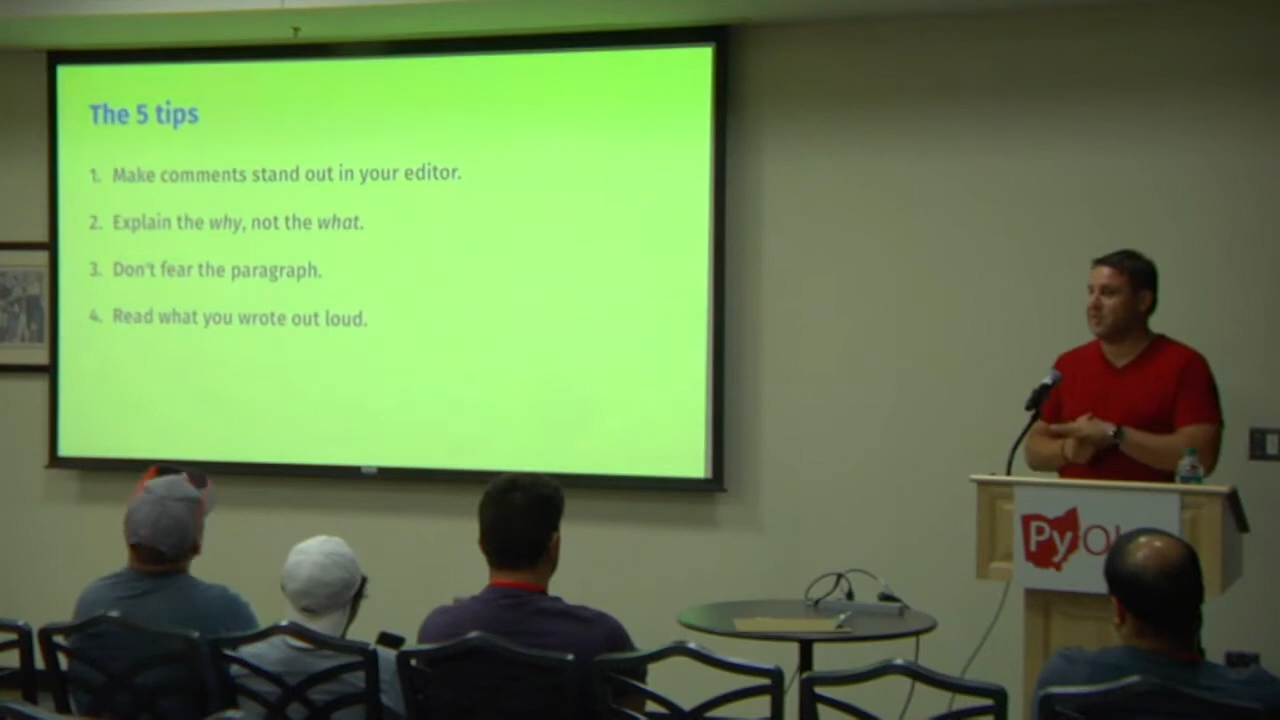 The 5 tips
1. Make comments stand out in your editor.
2. Explain the why, not the what.
3. Don't fear the paragraph.
4. Read what you wrote out loud.
Py